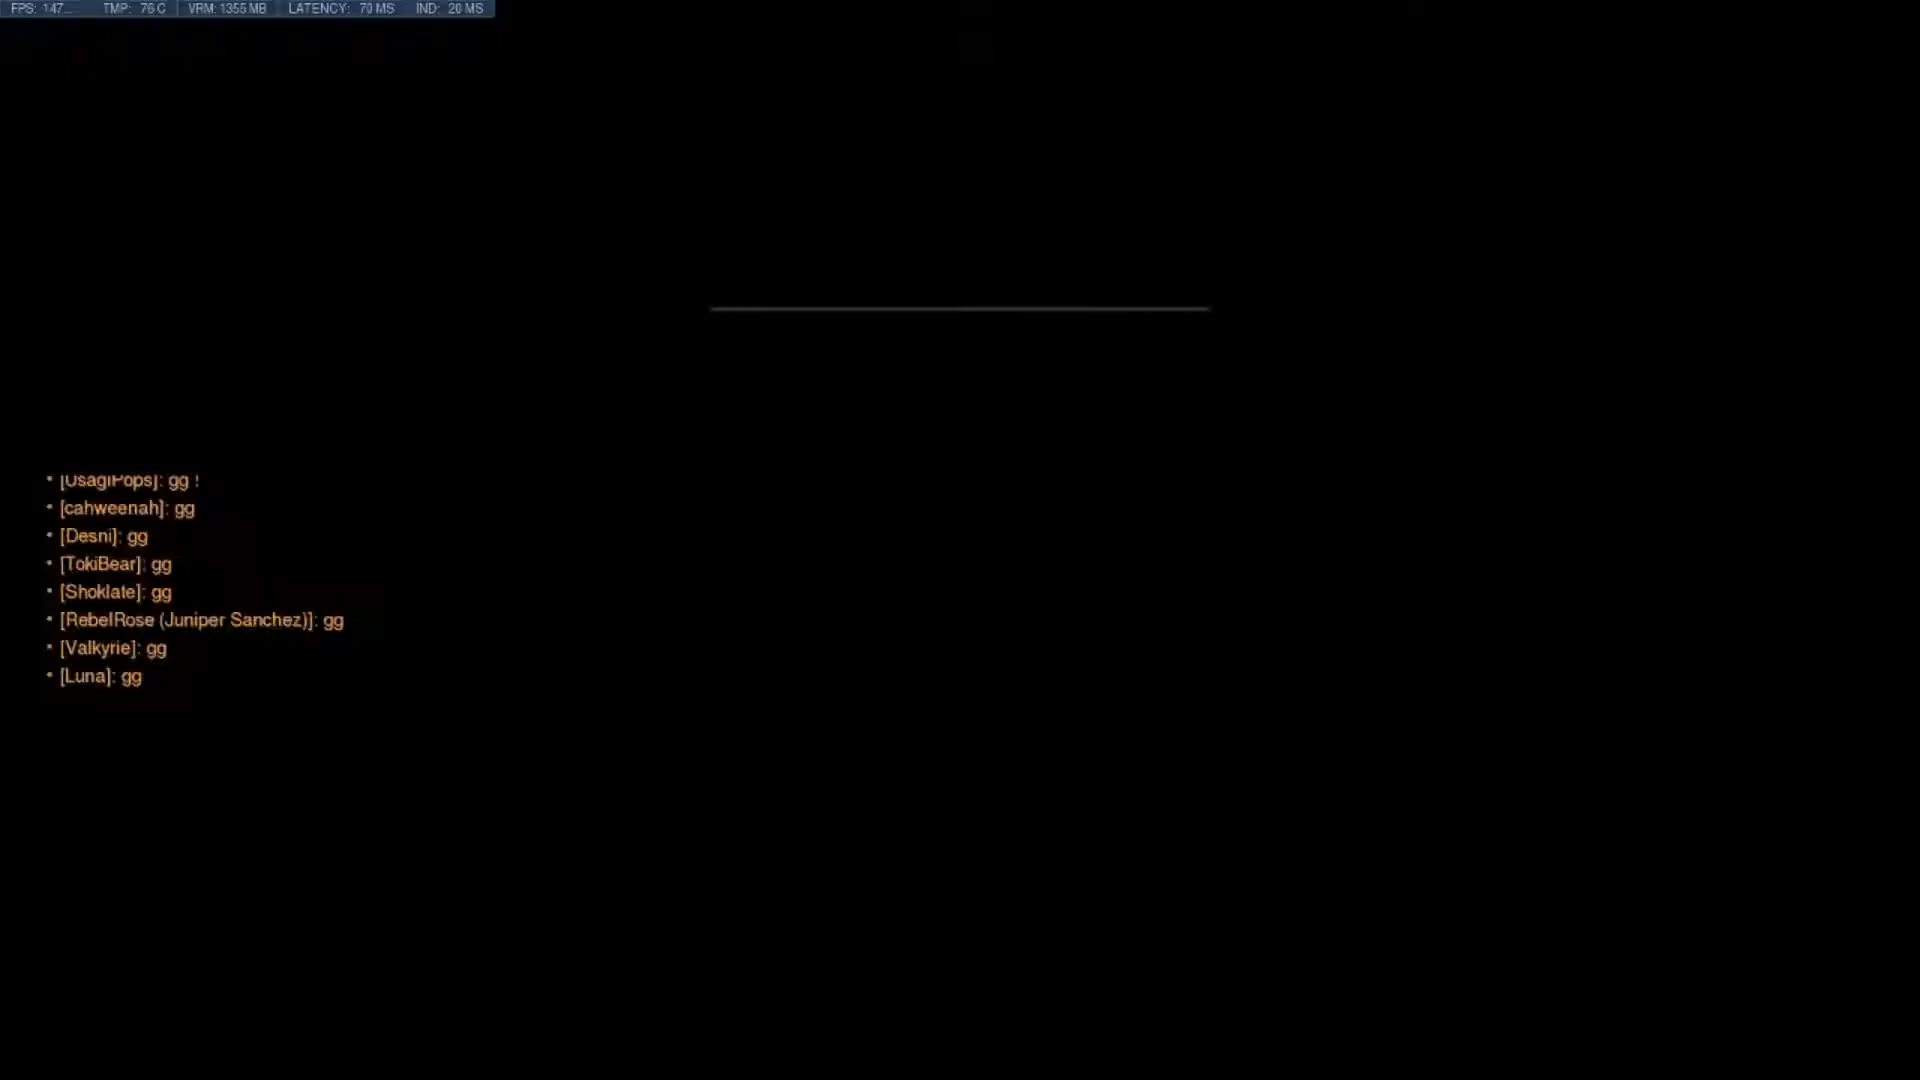 FPS: 147... TMP: 76 C VRM: 1355 MB LATENCY: 70 MS IND: 20 MS
• [UsagiPops]: gg !
• [cahweenah]: gg
• [Desni]: gg
• [TokiBear]: gg
• [Shoklate]: gg
• [RebelRose (Juniper Sanchez)]: gg
• [Valkyrie]: gg
• [Luna]: gg